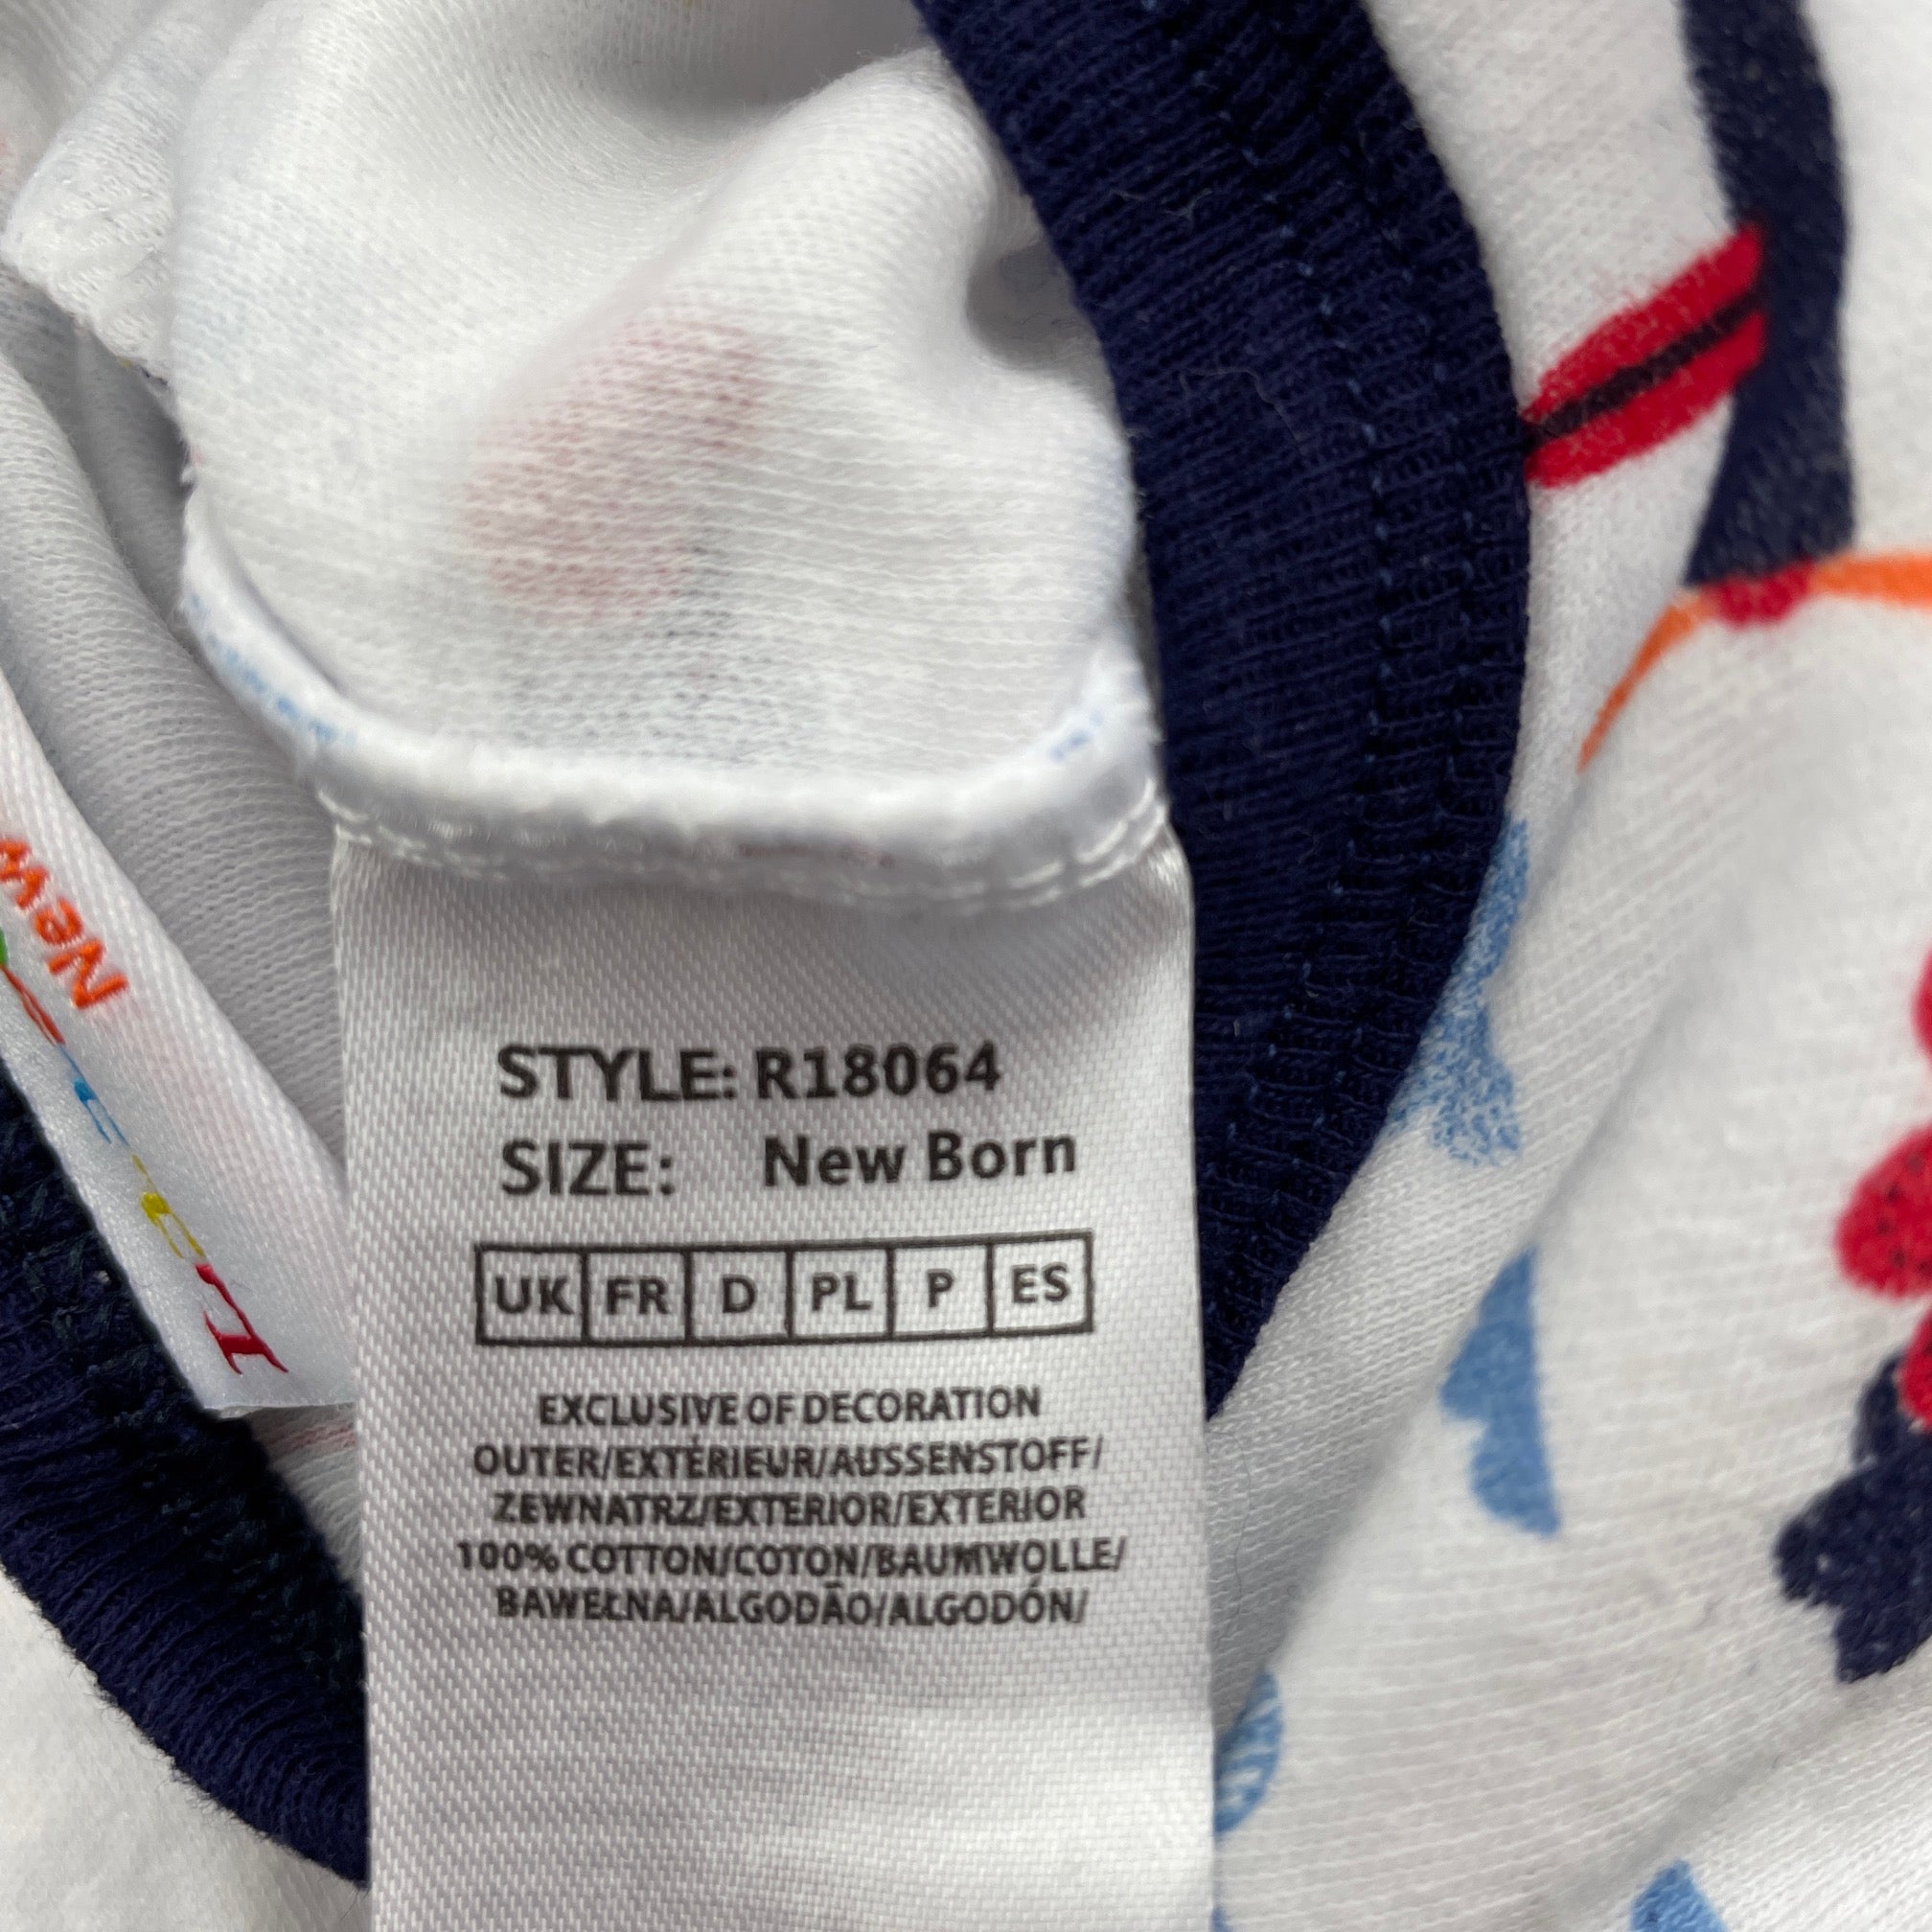 STYLE: R18064
SIZE: New Born
UK FR D PL P ES
EXCLUSIVE OF DECORATION
OUTER/EXTÉRIEUR/AUSSENSTOFF/
ZEWNATRZ/EXTERIOR/EXTERIOR
100% COTTON/COTON/BAUMWOLLE/
BAWEŁNA/ALGODÃO/ALGODÓN/
New